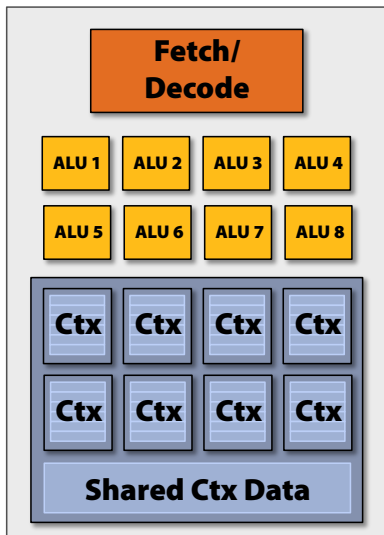 Fetch/
Decode
ALU 1 ALU 2 ALU 3 ALU 4
ALU 5 ALU 6 ALU 7 ALU 8
Ctx Ctx Ctx Ctx
Ctx Ctx Ctx Ctx
Shared Ctx Data